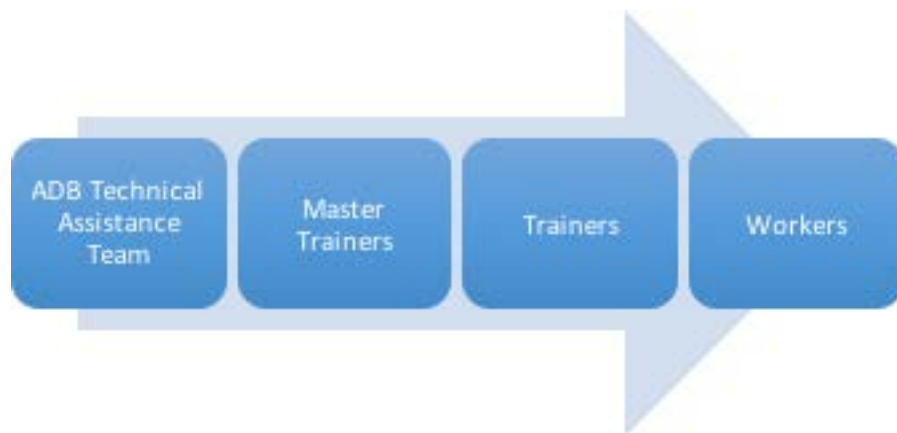 ADB Technical
Assistance
Team
Master
Trainers
Trainers
Workers